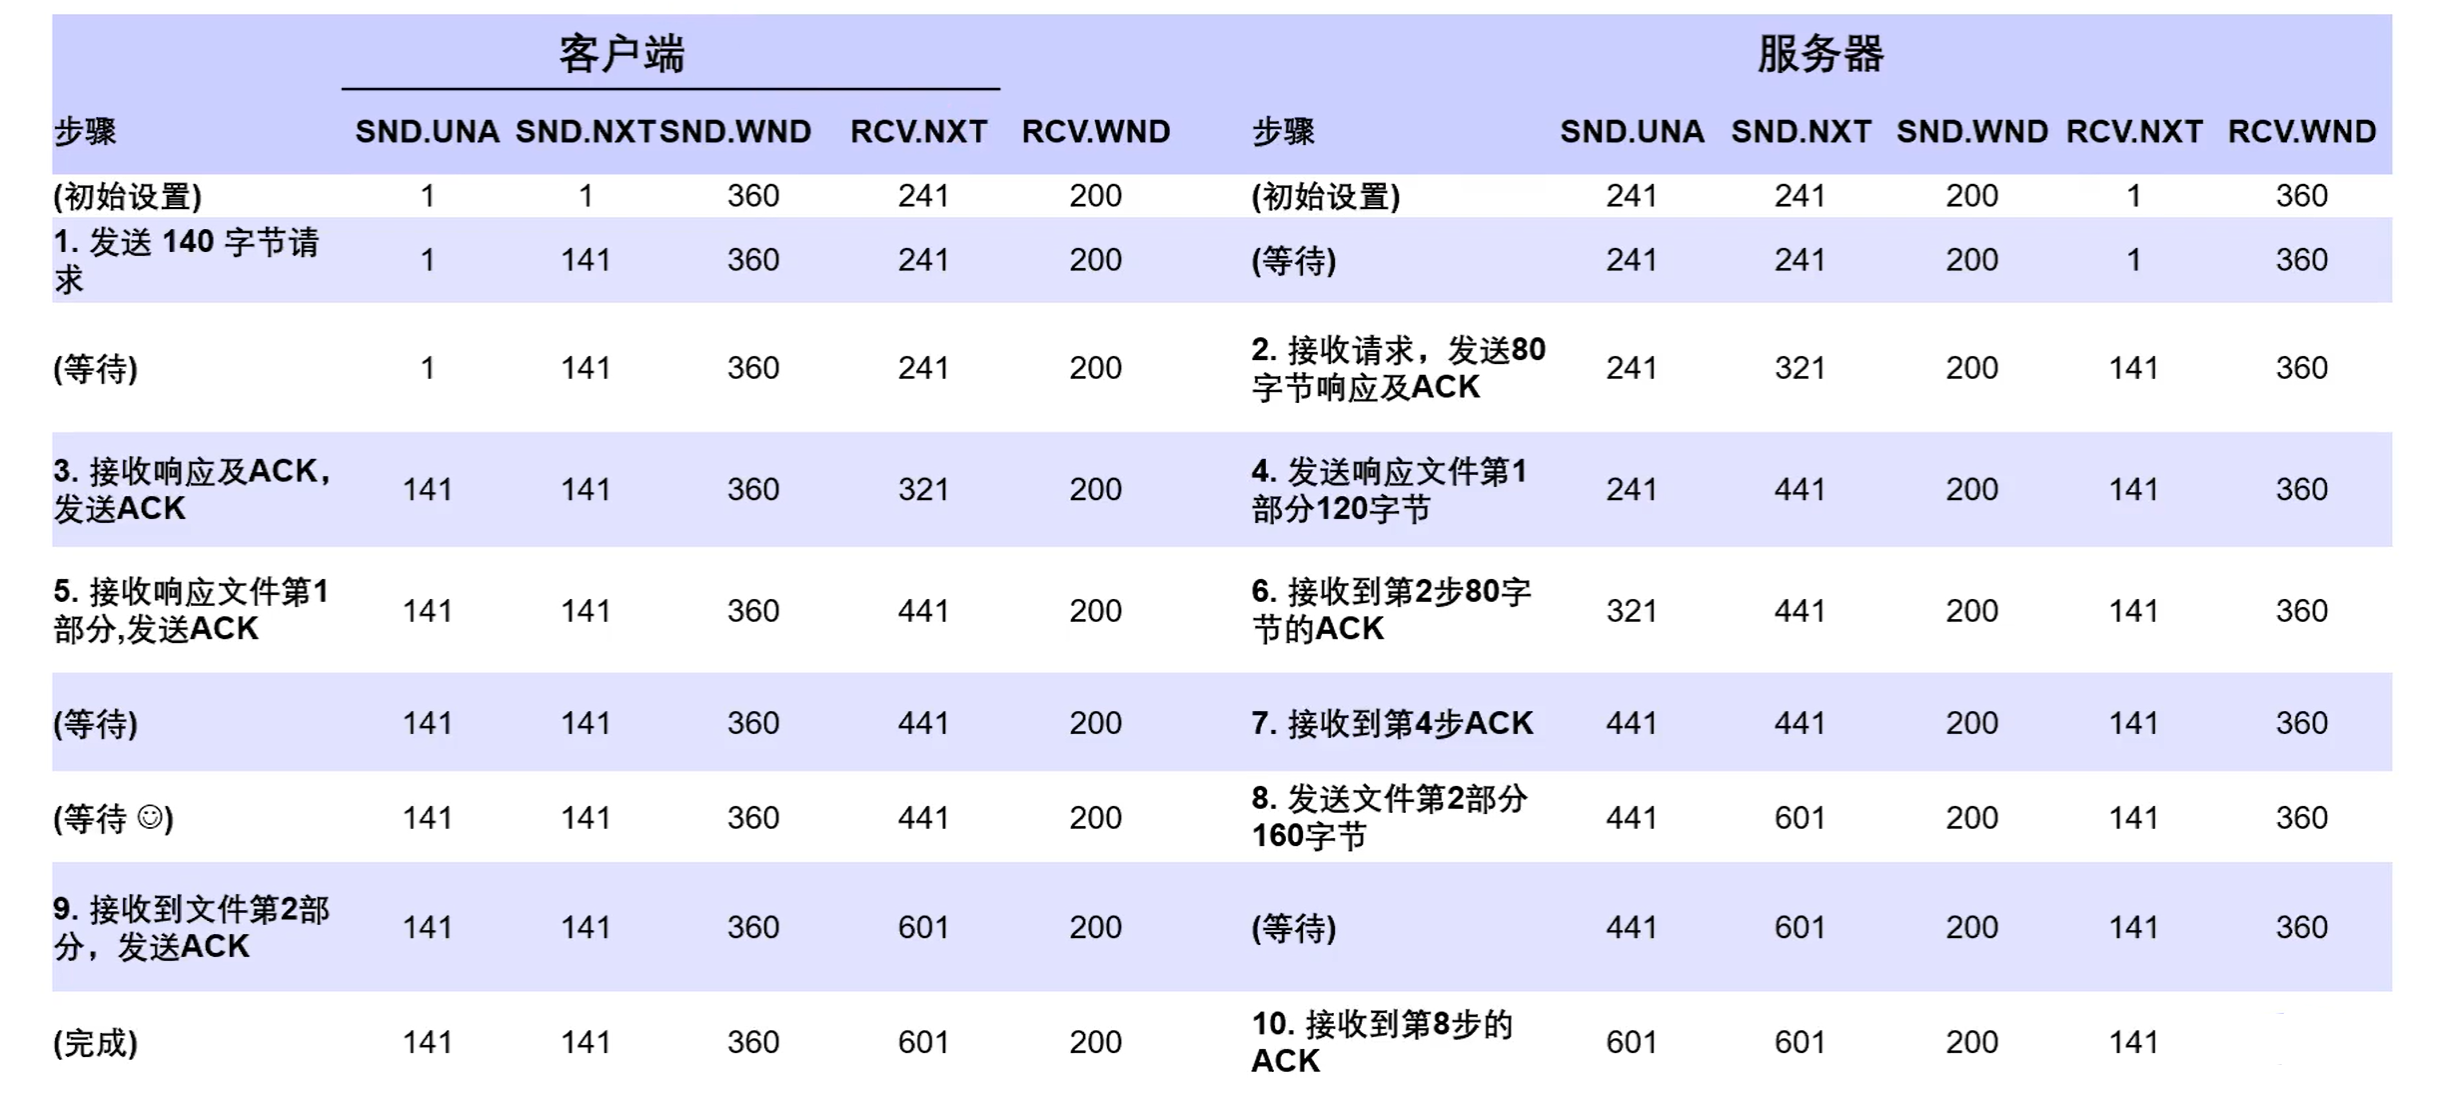 客户端 服务器
步骤 SND.UNA SND.NXT SND.WND RCV.NXT RCV.WND 步骤 SND.UNA SND.NXT SND.WND RCV.NXT RCV.WND
(初始设置) 1 1 360 241 200 (初始设置) 241 241 200 1 360
1. 发送 140 字节请
求 1 141 360 241 200 (等待) 241 241 200 1 360
(等待) 1 141 360 241 200 2. 接收请求，发送80
字节响应及ACK 241 321 200 141 360
3. 接收响应及ACK，
发送ACK 141 141 360 321 200 4. 发送响应文件第1
部分120字节 241 441 200 141 360
5. 接收响应文件第1
部分,发送ACK 141 141 360 441 200 6. 接收到第2步80字
节的ACK 321 441 200 141 360
(等待) 141 141 360 441 200 7. 接收到第4步ACK 441 441 200 141 360
(等待 ☺) 141 141 360 441 200 8. 发送文件第2部分
160字节 441 601 200 141 360
9. 接收到文件第2部
分，发送ACK 141 141 360 601 200 (等待) 441 601 200 141 360
(完成) 141 141 360 601 200 10. 接收到第8步的
ACK 601 601 200 141